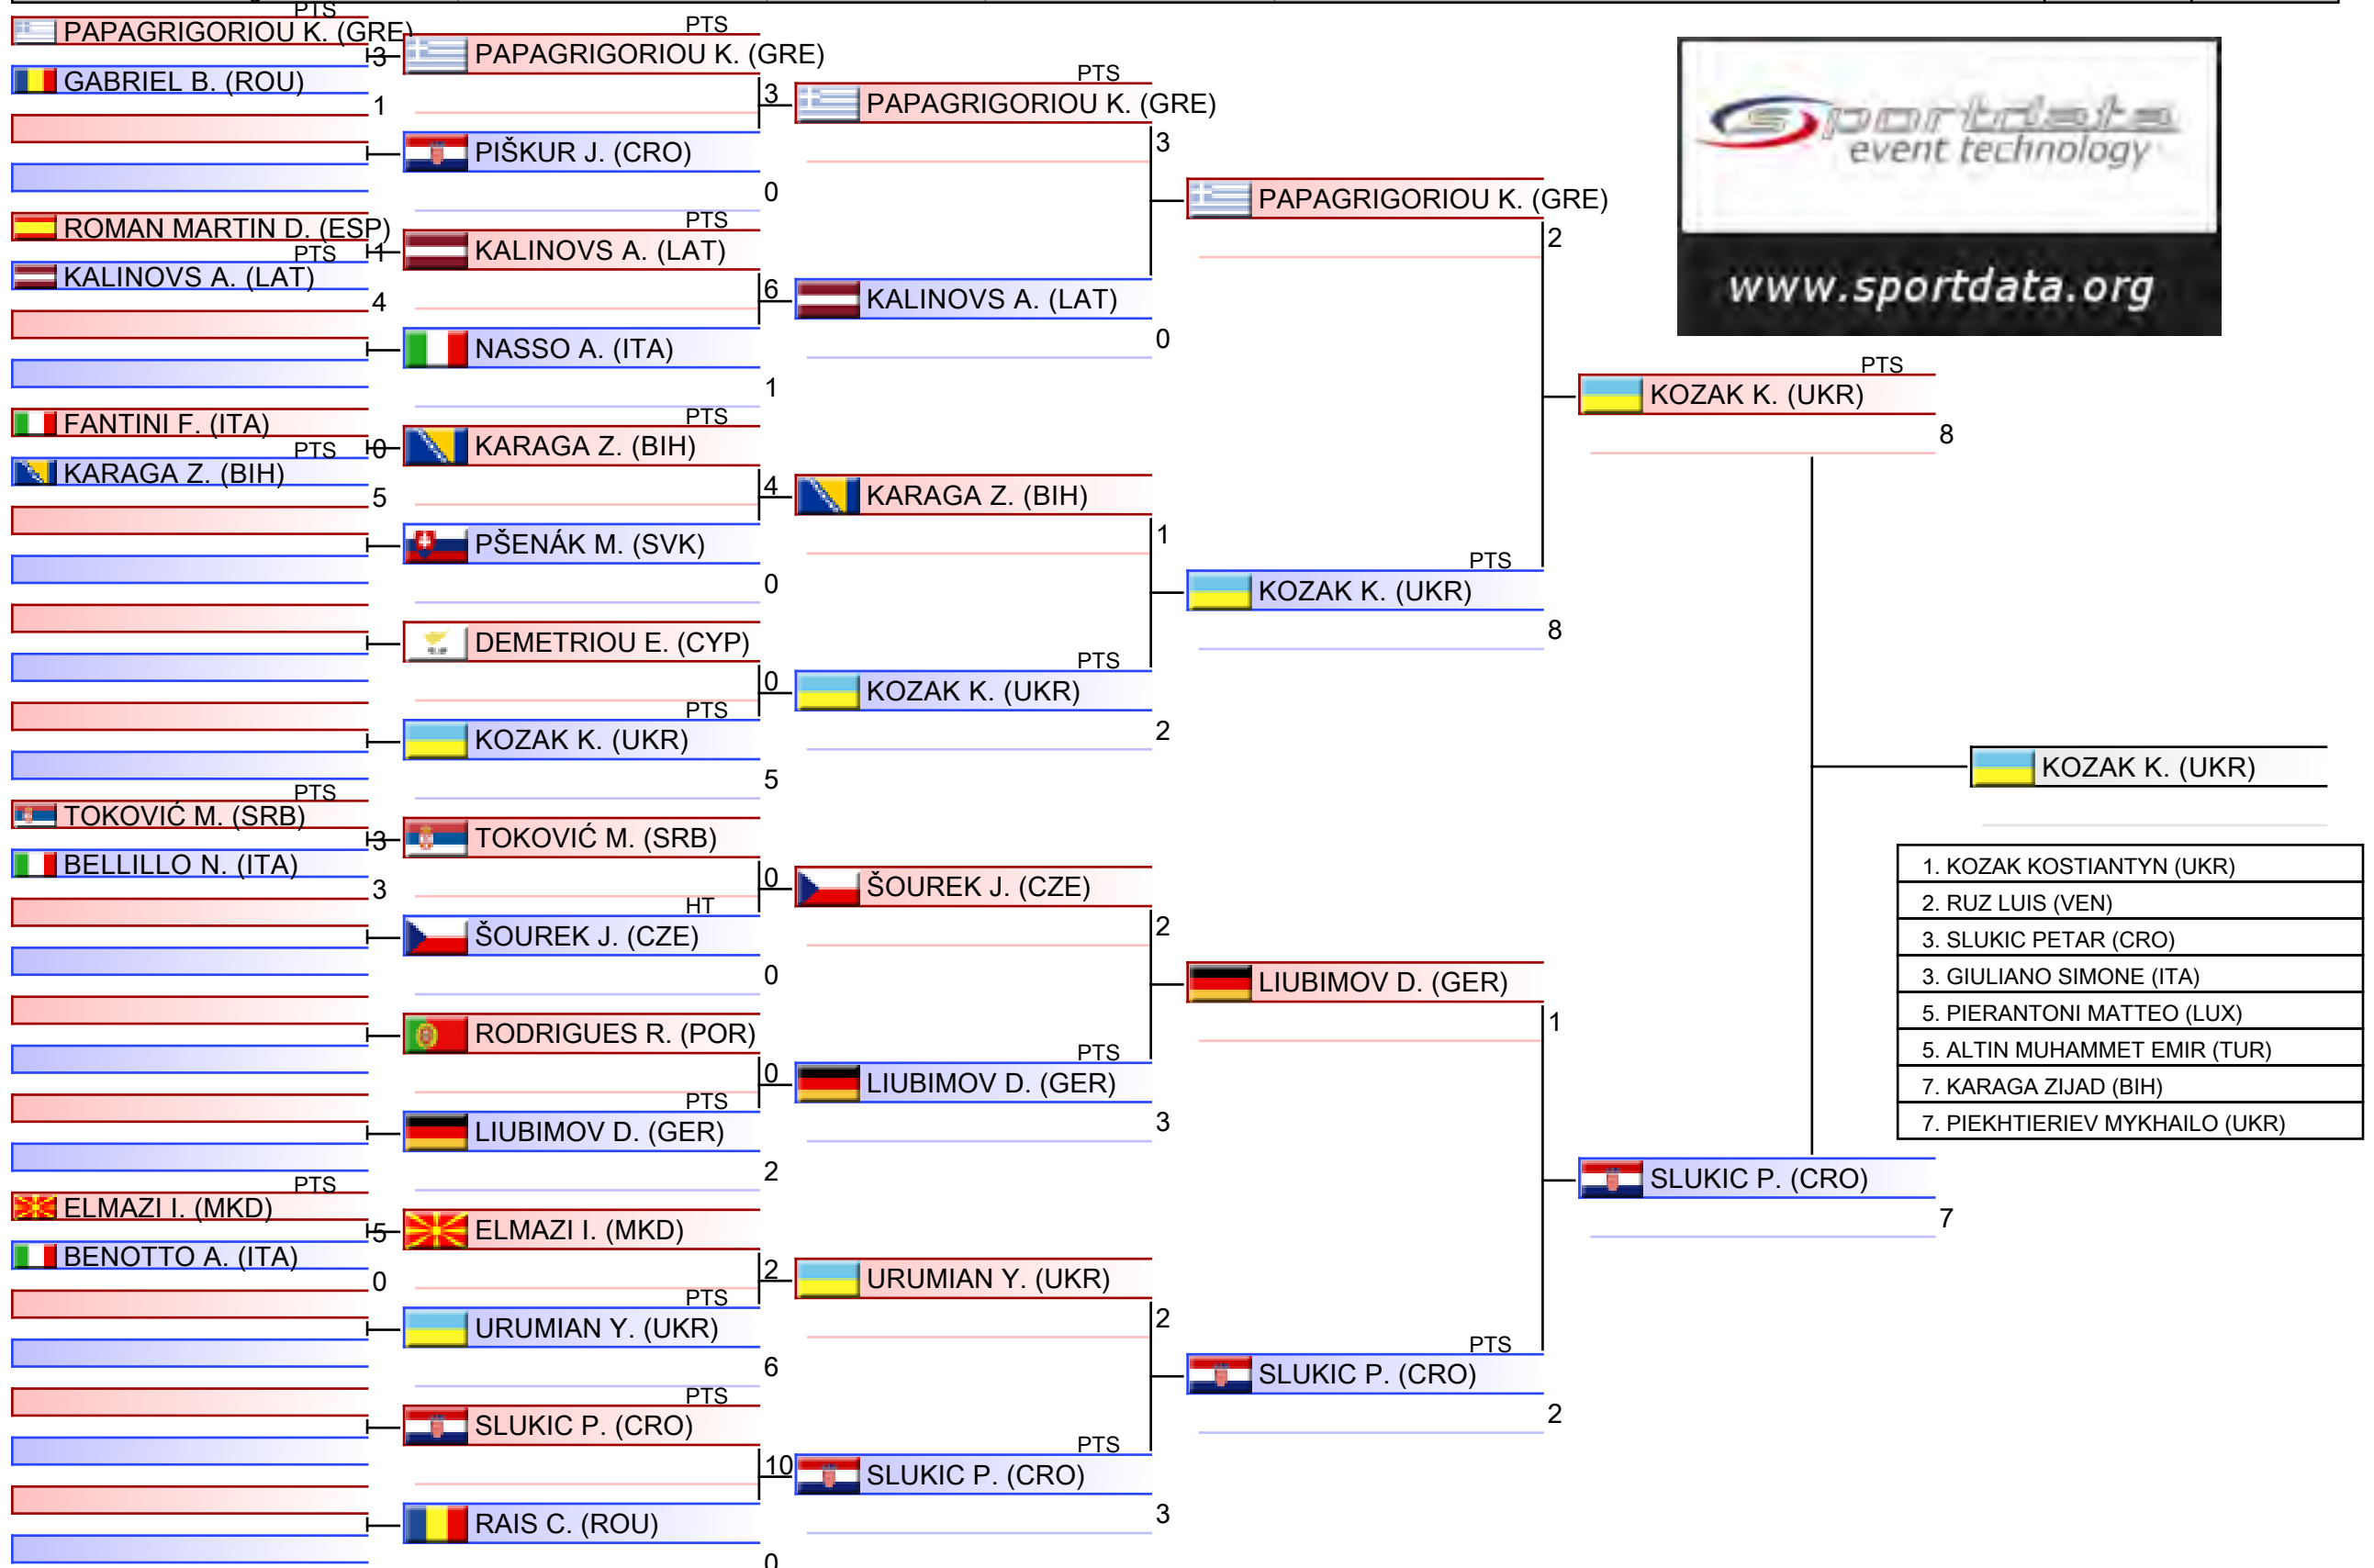 PTS
PAPAGRIGORIOU K. (GRE)
3
GABRIEL B. (ROU)
1
ROMAN MARTIN D. (ESP)
1
PTS
KALINOVS A. (LAT)
4
FANTINI F. (ITA)
0
PTS
KARAGA Z. (BIH)
5
PTS
TOKOVIĆ M. (SRB)
3
BELLILLO N. (ITA)
3
PTS
ELMAZI I. (MKD)
5
BENOTTO A. (ITA)
0
PTS
PAPAGRIGORIOU K. (GRE)
3
PIŠKUR J. (CRO)
0
PTS
KALINOVS A. (LAT)
6
NASSO A. (ITA)
1
PTS
KARAGA Z. (BIH)
4
PŠENÁK M. (SVK)
0
DEMETRIOU E. (CYP)
0
PTS
KOZAK K. (UKR)
5
TOKOVIĆ M. (SRB)
0
HT
ŠOUREK J. (CZE)
0
RODRIGUES R. (POR)
0
PTS
LIUBIMOV D. (GER)
2
ELMAZI I. (MKD)
2
PTS
URUMIAN Y. (UKR)
6
PTS
SLUKIC P. (CRO)
10
RAIS C. (ROU)
0
PTS
PAPAGRIGORIOU K. (GRE)
3
KALINOVS A. (LAT)
0
KARAGA Z. (BIH)
1
PTS
KOZAK K. (UKR)
2
ŠOUREK J. (CZE)
2
PTS
LIUBIMOV D. (GER)
3
URUMIAN Y. (UKR)
2
PTS
SLUKIC P. (CRO)
3
PAPAGRIGORIOU K. (GRE)
2
PTS
KOZAK K. (UKR)
8
LIUBIMOV D. (GER)
1
PTS
SLUKIC P. (CRO)
2
PTS
KOZAK K. (UKR)
8
SLUKIC P. (CRO)
7
KOZAK K. (UKR)
sportdata
event technology
www.sportdata.org
1. KOZAK KOSTIANTYN (UKR)
2. RUZ LUIS (VEN)
3. SLUKIC PETAR (CRO)
3. GIULIANO SIMONE (ITA)
5. PIERANTONI MATTEO (LUX)
5. ALTIN MUHAMMET EMIR (TUR)
7. KARAGA ZIJAD (BIH)
7. PIEKHTIERIEV MYKHAILO (UKR)